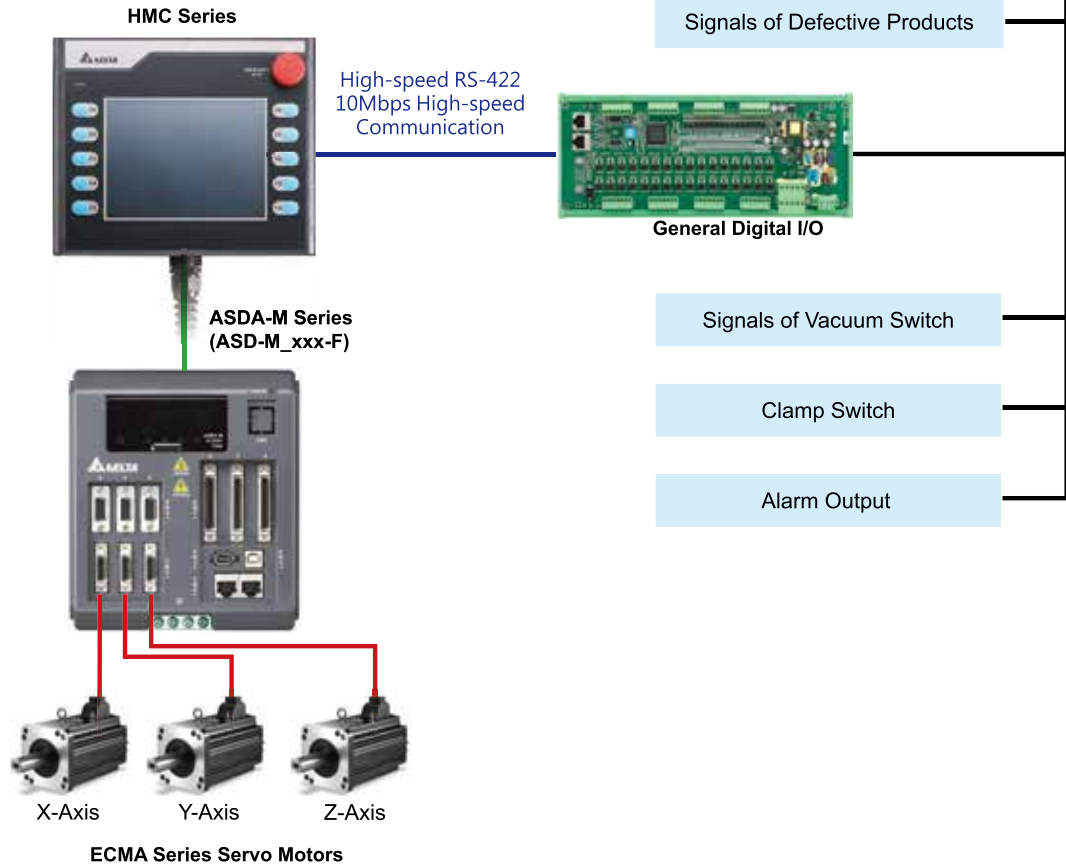 HMC Series
Signals of Defective Products
High-speed RS-422
10Mbps High-speed
Communication
General Digital I/O
ASDA-M Series
(ASD-M_xxx-F)
Signals of Vacuum Switch
Clamp Switch
Alarm Output
DELTA
X-Axis
Y-Axis
Z-Axis
ECMA Series Servo Motors